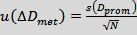 u(ΔD_met) = s(D_prom) / √N